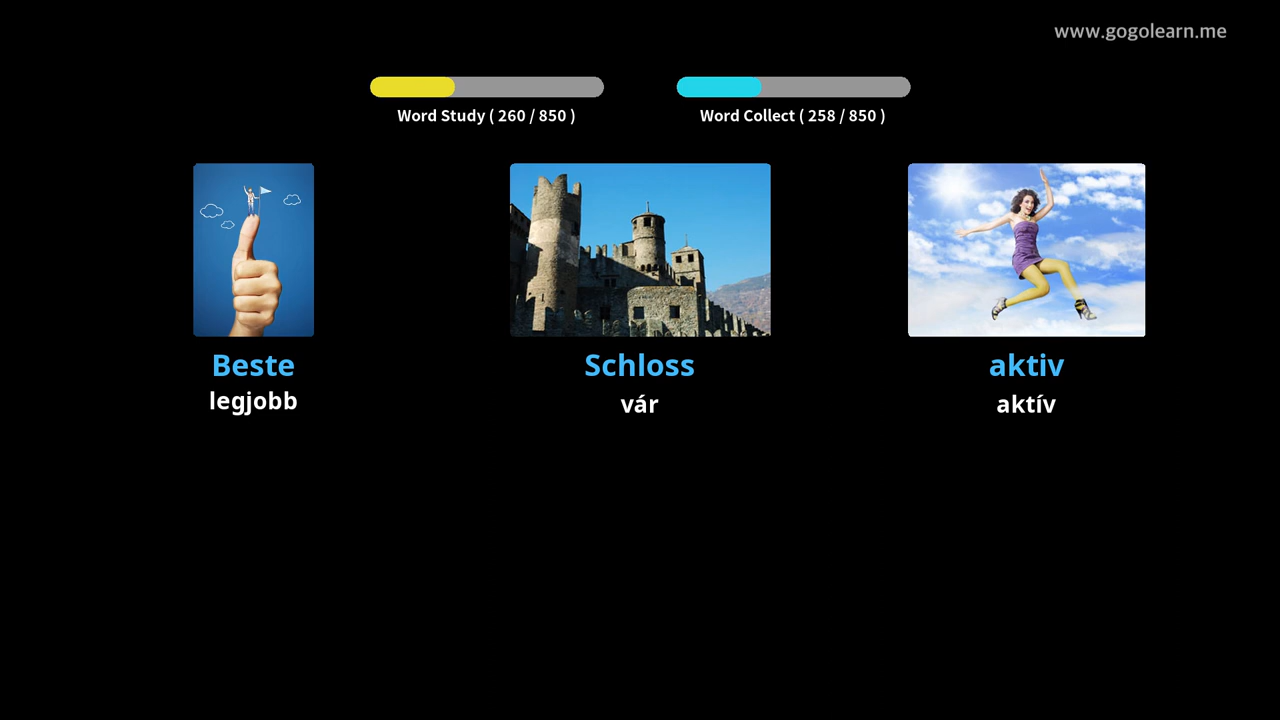 www.gogolearn.me
Word Study ( 260 / 850 )
Word Collect ( 258 / 850 )
Beste
legjobb
Schloss
vár
aktiv
aktív